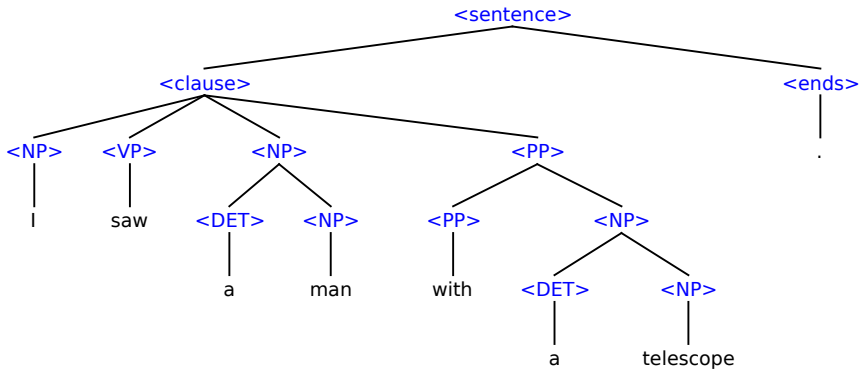 <sentence>
<clause> <ends>
<NP> <VP> <NP> <PP> .
I saw <DET> <NP> <PP> <NP>
a man with <DET> <NP>
a telescope